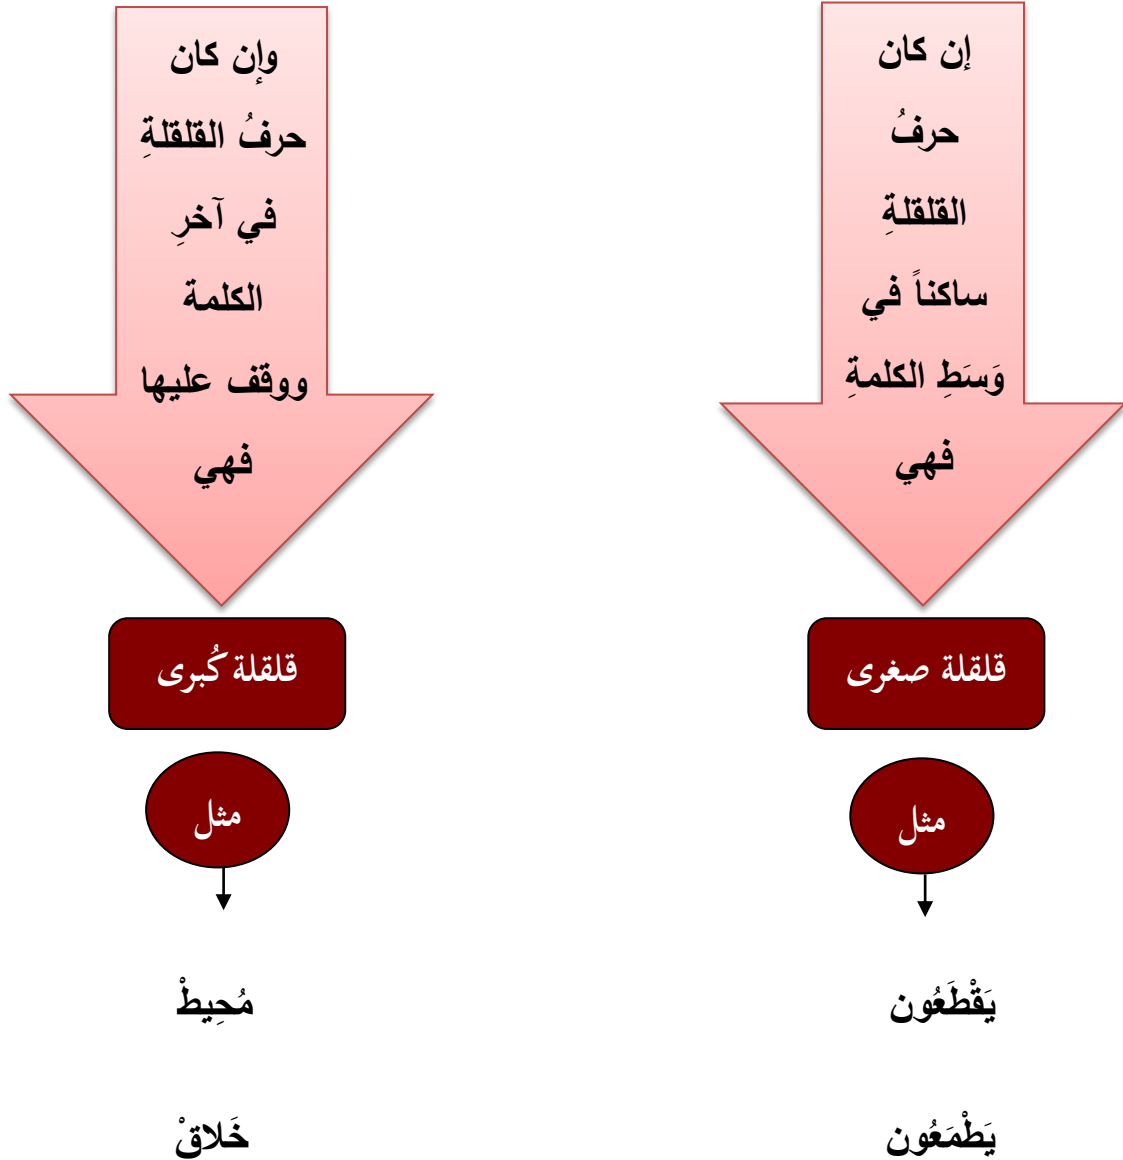 إن كان
حرفُ
القلقلةِ
ساكناً في
وَسَطِ الكلمةِ
فهي
قلقلة صغرى
مثل
يَقْطَعُون
يَطْمَعُون
وإن كان
حرفُ القلقلةِ
في آخرِ
الكلمة
ووقف عليها
فهي
قلقلة كُبرى
مثل
مُحِيطْ
خَلاقْ